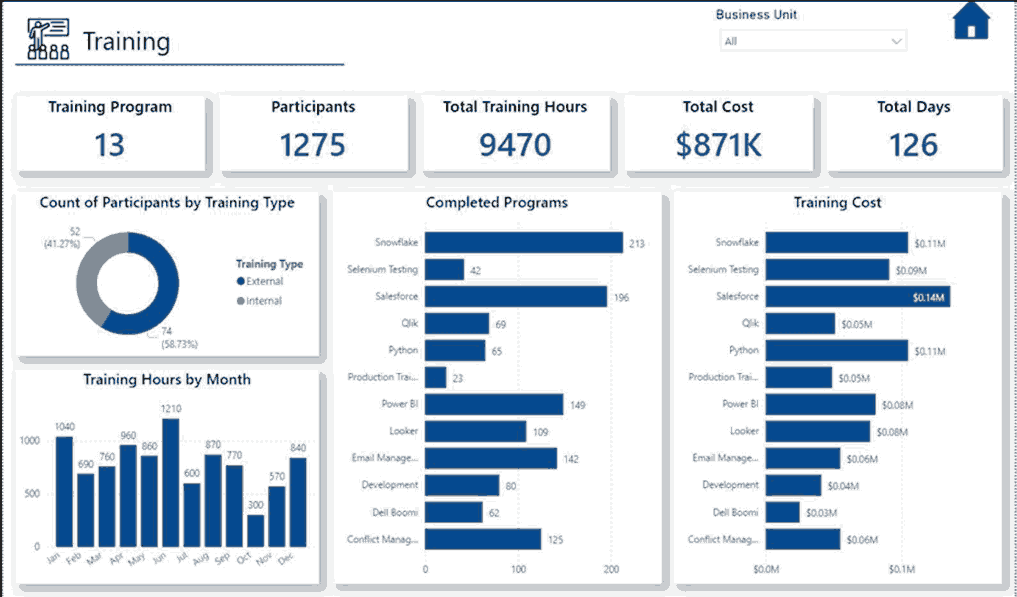 Training
Business Unit
All
Training Program
13
Participants
1275
Total Training Hours
9470
Total Cost
$871K
Total Days
126
Count of Participants by Training Type
52
(41.27%)
74
(58.73%)
Training Type
External
Internal
Training Hours by Month
1040
690
760
960
860
1210
600
870
770
300
570
840
1000
500
0
Jan
Feb
Mar
Apr
May
Jun
Jul
Aug
Sep
Oct
Nov
Dec
Completed Programs
Snowflake 213
Selenium Testing 42
Salesforce 196
Qlik 69
Python 65
Production Trai... 23
Power BI 149
Looker 109
Email Manage... 142
Development 80
Dell Boomi 62
Conflict Manag... 125
0 100 200
Training Cost
Snowflake $0.11M
Selenium Testing $0.09M
Salesforce $0.14M
Qlik $0.05M
Python $0.11M
Production Trai... $0.05M
Power BI $0.08M
Looker $0.08M
Email Manage... $0.06M
Development $0.04M
Dell Boomi $0.03M
Conflict Manag... $0.06M
$0.0M $0.1M